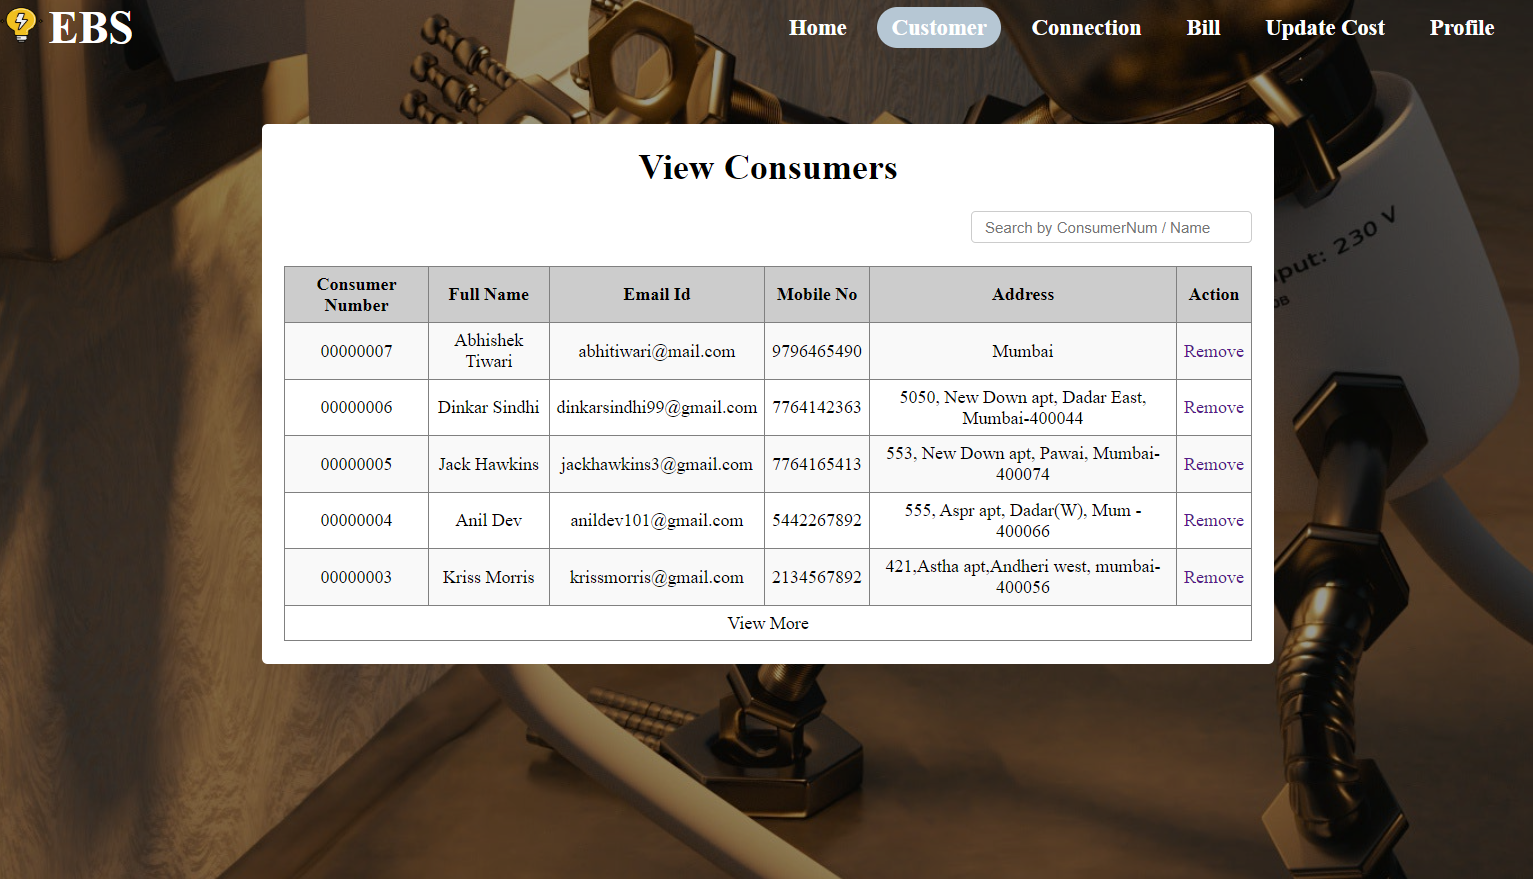 EBS
Home Customer Connection Bill Update Cost Profile
View Consumers
Search by ConsumerNum / Name
Consumer Number Full Name Email Id Mobile No Address Action
00000007 Abhishek Tiwari abhitiwari@mail.com 9796465490 Mumbai Remove
00000006 Dinkar Sindhi dinkarsindhi99@gmail.com 7764142363 5050, New Down apt, Dadar East, Mumbai-400044 Remove
00000005 Jack Hawkins jackhawkins3@gmail.com 7764165413 553, New Down apt, Pawai, Mumbai-400074 Remove
00000004 Anil Dev anildev101@gmail.com 5442267892 555, Aspr apt, Dadar(W), Mum - 400066 Remove
00000003 Kriss Morris krissmorris@gmail.com 2134567892 421,Astha apt,Andheri west, mumbai-400056 Remove
View More
put: 230 V